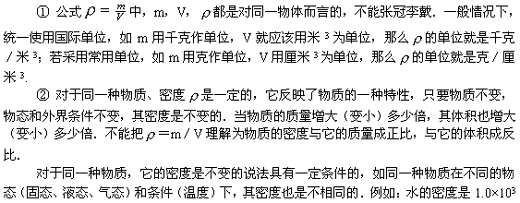 ① 公式 ρ = m/V 中，m，V，ρ都是对同一物体而言的，不能张冠李戴．一般情况下，
统一使用国际单位，如 m 用千克作单位，V 就应该用米³为单位，那么ρ的单位就是千克
／米³；若采用常用单位，如 m 用克作单位，V 用厘米³为单位，那么ρ的单位就是克／厘
米³．
② 对于同一种物质、密度ρ是一定的，它反映了物质的一种特性，只要物质不变，
物态和外界条件不变，其密度是不变的．当物质的质量增大（变小）多少倍，其体积也增大
（变小）多少倍．不能把ρ＝m／V 理解为物质的密度与它的质量成正比，与它的体积成反
比．
对于同一种物质，它的密度是不变的说法具有一定条件的，如同一种物质在不同的物
态（固态、液态、气态）和条件（温度）下，其密度也是不相同的．例如：水的密度是 1.0×10³